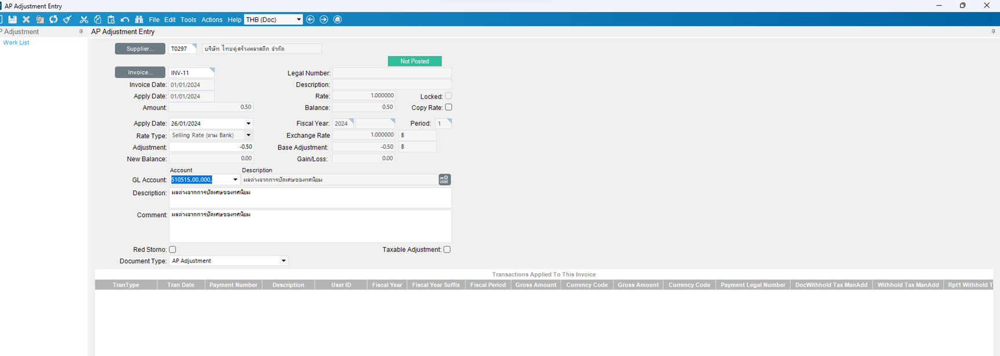 AP Adjustment Entry
File Edit Tools Actions Help THB (Doc)
P Adjustment
AP Adjustment Entry
Work List
Supplier... T0297 บริษัท ไทยคู่สร้างพลาสติก จำกัด
Not Posted
Invoice... INV-11 Legal Number:
Invoice Date: 01/01/2024 Description:
Apply Date: 01/01/2024 Rate: 1.000000 Locked:
Amount: 0.50 Balance: 0.50 Copy Rate:
Apply Date: 26/01/2024 Fiscal Year: 2024 Period: 1
Rate Type: Selling Rate (ตาม Bank) Exchange Rate 1.000000 ฿
Adjustment: -0.50 Base Adjustment: -0.50 ฿
New Balance: 0.00 Gain/Loss: 0.00
Account Description
GL Account: 510515.00.000. ผลต่างจากการปัดเศษของทศนิยม
Description: ผลต่างจากการปัดเศษของทศนิยม
Comment: ผลต่างจากการปัดเศษของทศนิยม
Red Storno: Taxable Adjustment:
Document Type: AP Adjustment
Transactions Applied To This Invoice
TranType Tran Date Payment Number Description User ID Fiscal Year Fiscal Year Suffix Fiscal Period Gross Amount Currency Code Gross Amount Currency Code Payment Legal Number DocWithhold Tax ManAdd Withhold Tax ManAdd Rpt1 Withhold T